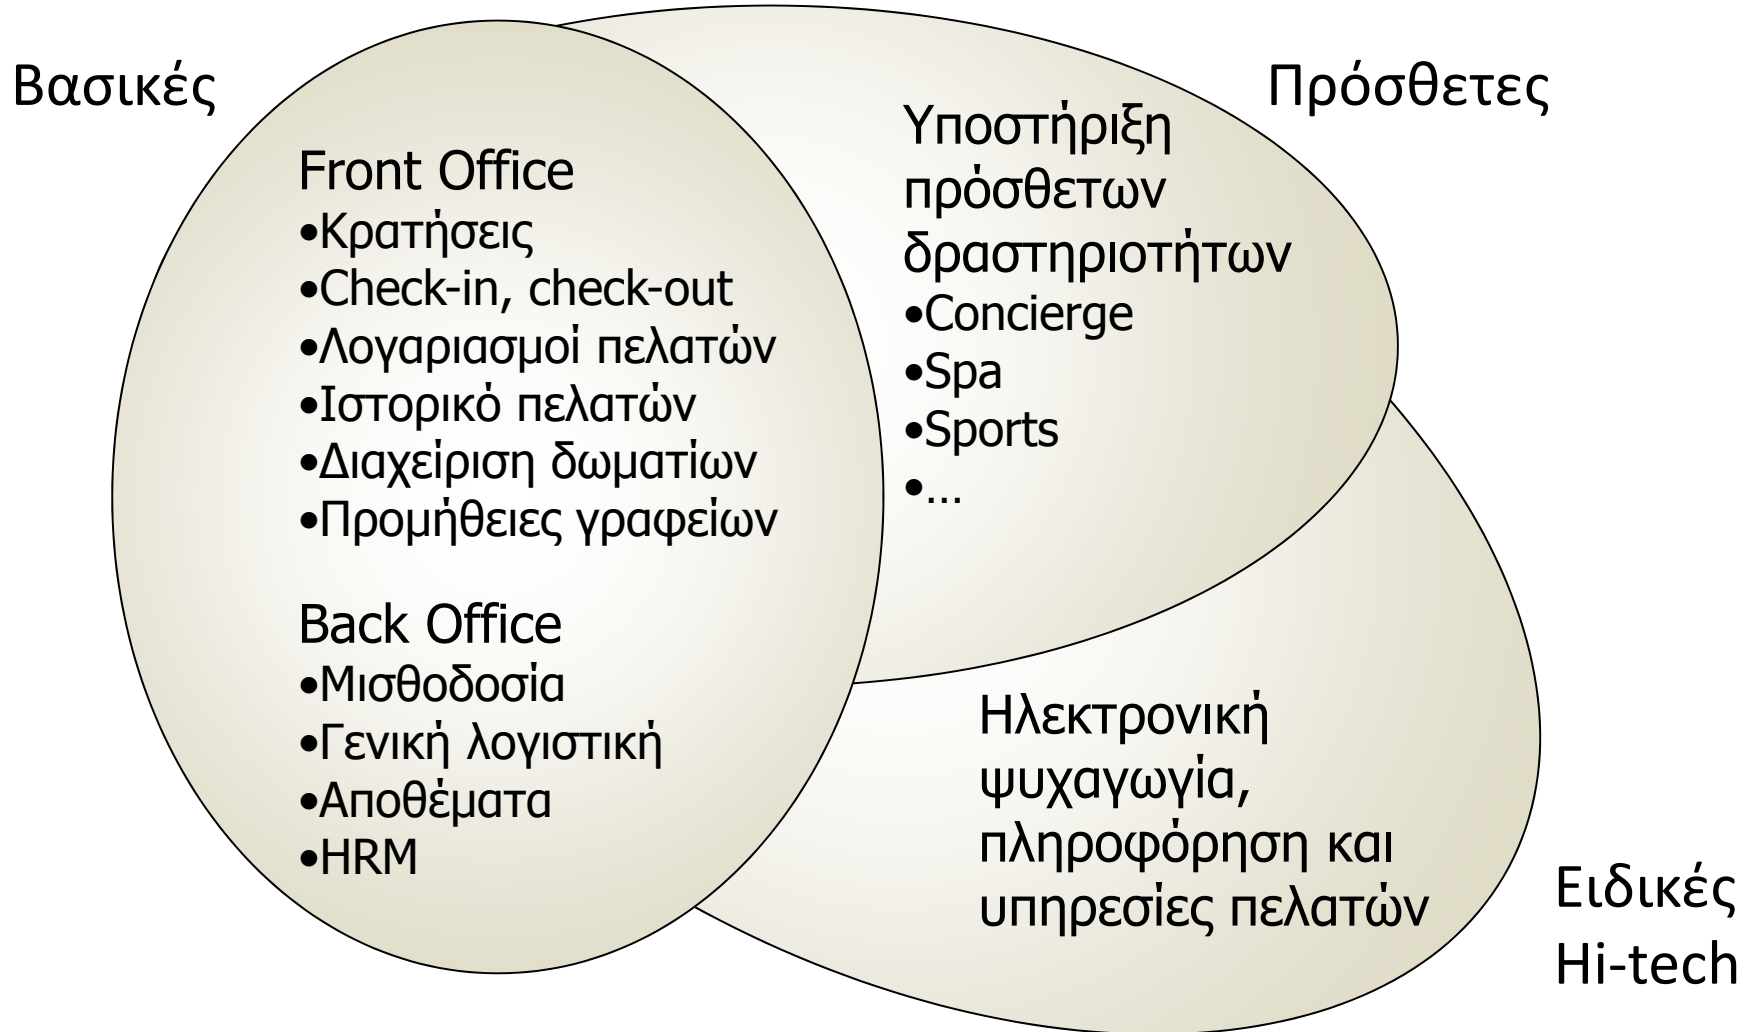 Βασικές
Front Office
•Κρατήσεις
•Check-in, check-out
•Λογαριασμοί πελατών
•Ιστορικό πελατών
•Διαχείριση δωματίων
•Προμήθειες γραφείων
Back Office
•Μισθοδοσία
•Γενική λογιστική
•Αποθέματα
•HRM
Πρόσθετες
Υποστήριξη
πρόσθετων
δραστηριοτήτων
•Concierge
•Spa
•Sports
•...
Ηλεκτρονική
ψυχαγωγία,
πληροφόρηση και
υπηρεσίες πελατών
Ειδικές
Hi-tech